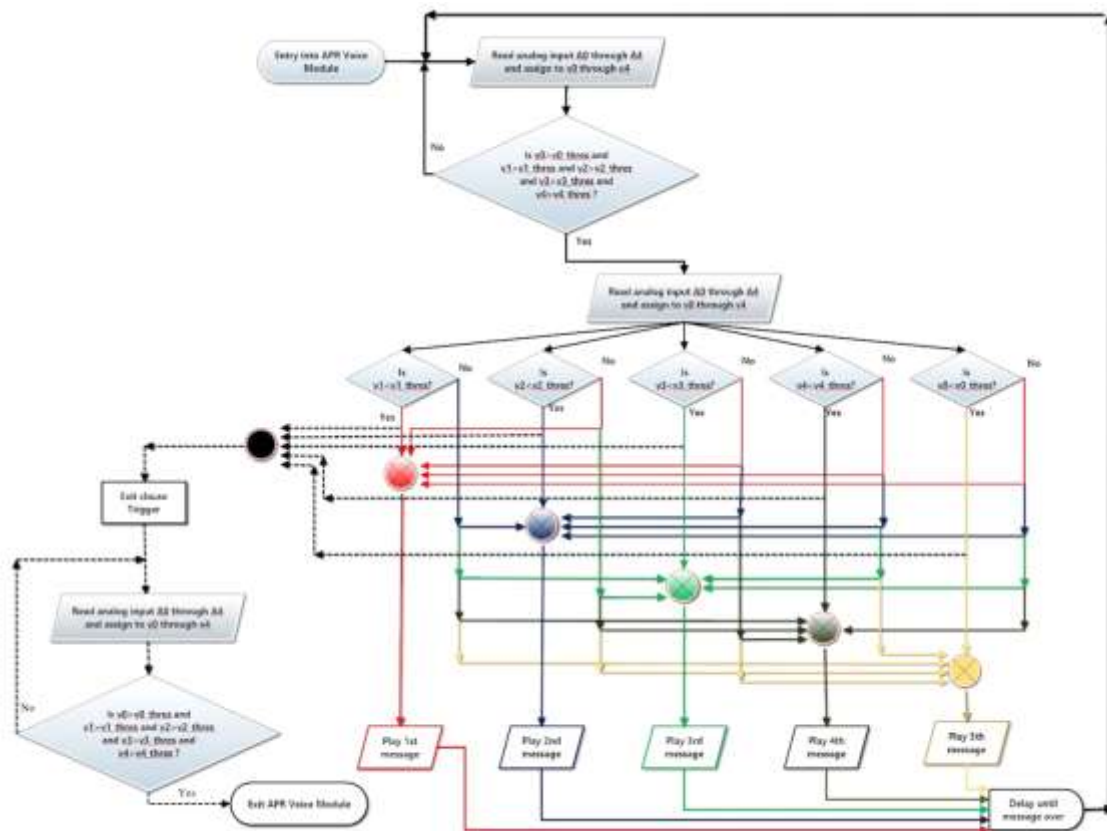 Entry into APR Voice
Module
Read analog input A0 through A4
and assign to v0 through v4
No
Is v0>v0_thres and
v1>v1_thres and v2>v2_thres
and v3>v3_thres and
v4>v4_thres ?
Yes
Read analog input A0 through A4
and assign to v0 through v4
Is
v1<v1_thres?
No
Is
v2<v2_thres?
No
Is
v3<v3_thres?
No
Is
v4<v4_thres?
No
Is
v0<v0_thres?
No
Yes
Yes
Yes
Yes
Yes
Exit clause
Trigger
Read analog input A0 through A4
and assign to v0 through v4
No
Is v0>v0_thres and
v1>v1_thres and v2>v2_thres
and v3>v3_thres and
v4>v4_thres ?
Yes
Exit APR Voice Module
Play 1st
message
Play 2nd
message
Play 3rd
message
Play 4th
message
Play 5th
message
Delay until
message over